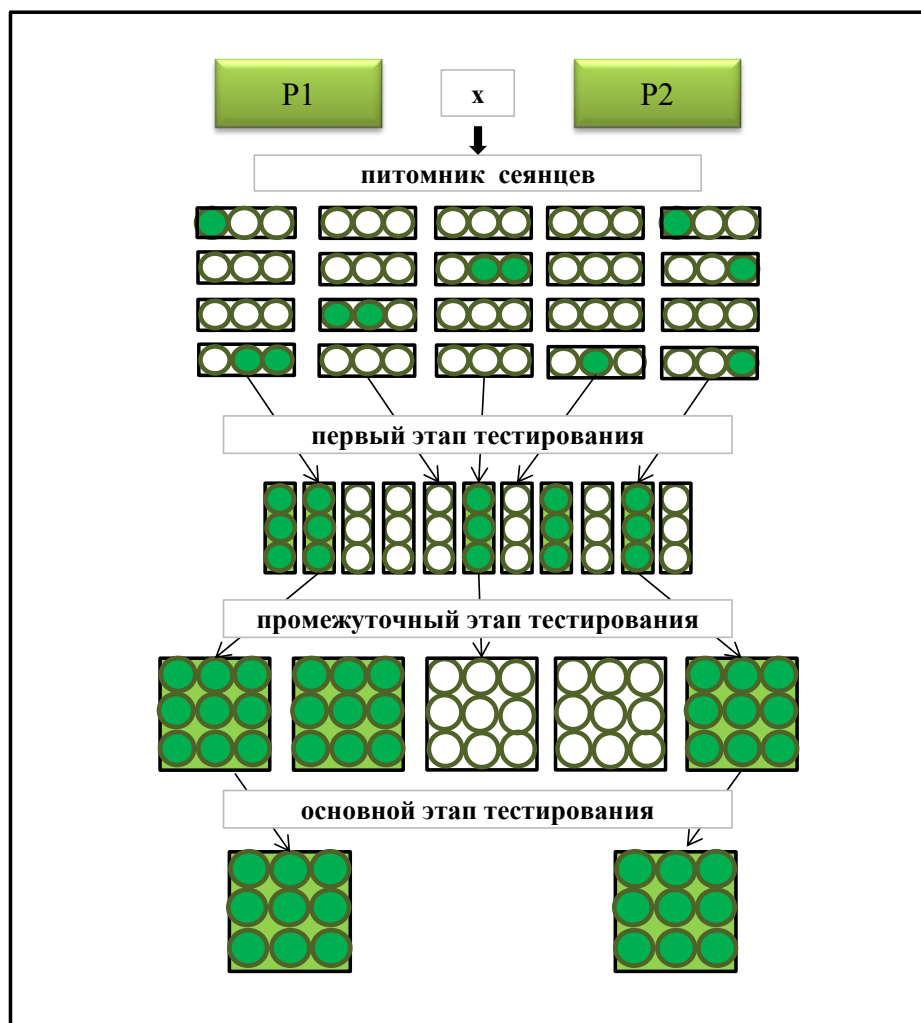 P1 x P2
питомник сеянцев
первый этап тестирования
промежуточный этап тестирования
основной этап тестирования